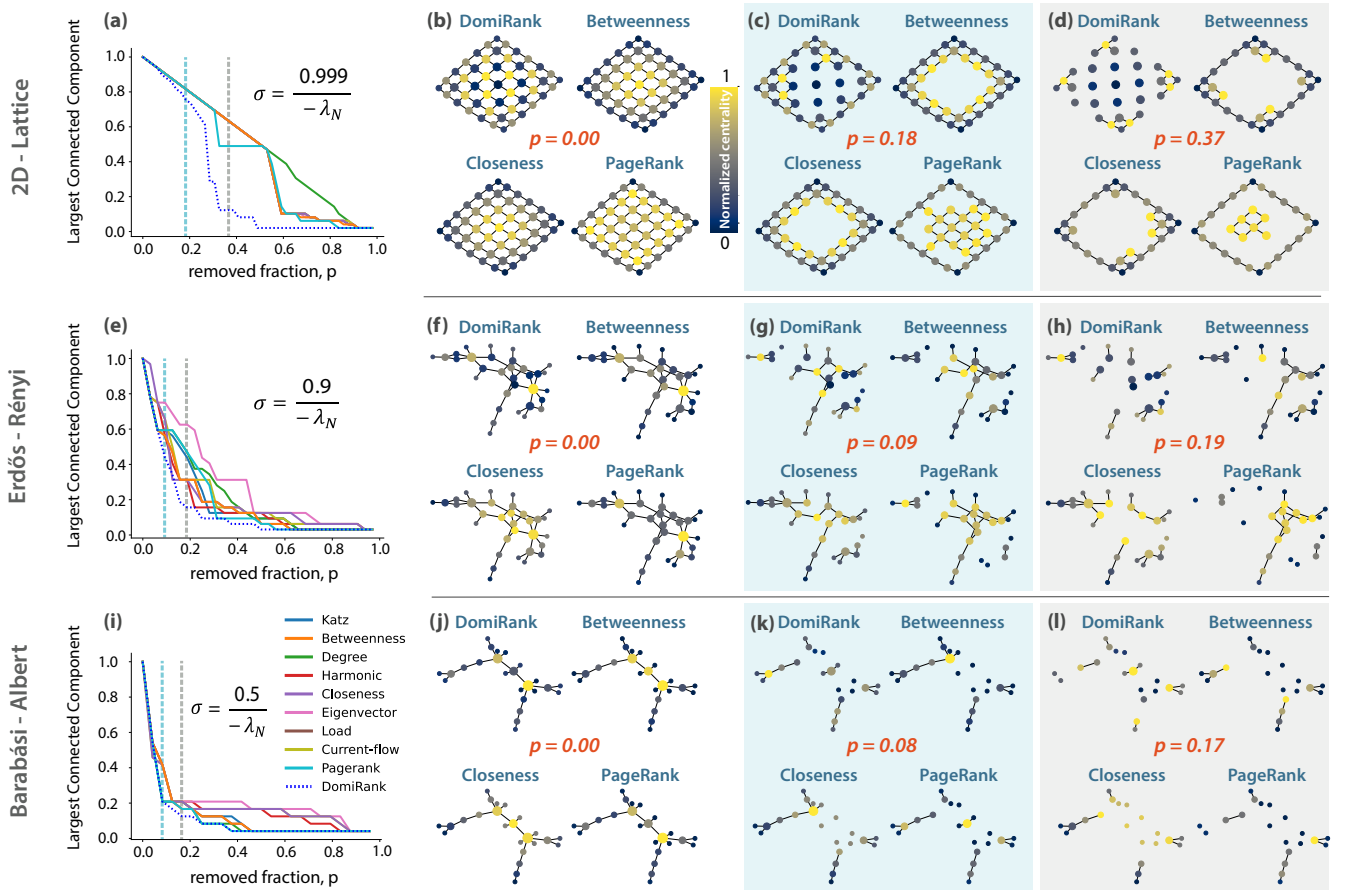 2D - Lattice
(a)
Largest Connected Component
1.0
0.8
0.6
0.4
0.2
0.0
σ = 0.999 / −λN
0.0 0.2 0.4 0.6 0.8 1.0
removed fraction, p
(b)
DomiRank Betweenness
p = 0.00
Closeness PageRank
1
Normalized centrality
0
(c)
DomiRank Betweenness
p = 0.18
Closeness PageRank
(d)
DomiRank Betweenness
p = 0.37
Closeness PageRank
Erdős - Rényi
(e)
Largest Connected Component
1.0
0.8
0.6
0.4
0.2
0.0
σ = 0.9 / −λN
0.0 0.2 0.4 0.6 0.8 1.0
removed fraction, p
(f) DomiRank Betweenness
p = 0.00
Closeness PageRank
(g) DomiRank Betweenness
p = 0.09
Closeness PageRank
(h) DomiRank Betweenness
p = 0.19
Closeness PageRank
Barabási - Albert
(i)
Largest Connected Component
1.0
0.8
0.6
0.4
0.2
0.0
σ = 0.5 / −λN
Katz
Betweenness
Degree
Harmonic
Closeness
Eigenvector
Load
Current-flow
Pagerank
DomiRank
0.0 0.2 0.4 0.6 0.8 1.0
removed fraction, p
(j) DomiRank Betweenness
p = 0.00
Closeness PageRank
(k) DomiRank Betweenness
p = 0.08
Closeness PageRank
(l)
DomiRank Betweenness
p = 0.17
Closeness PageRank